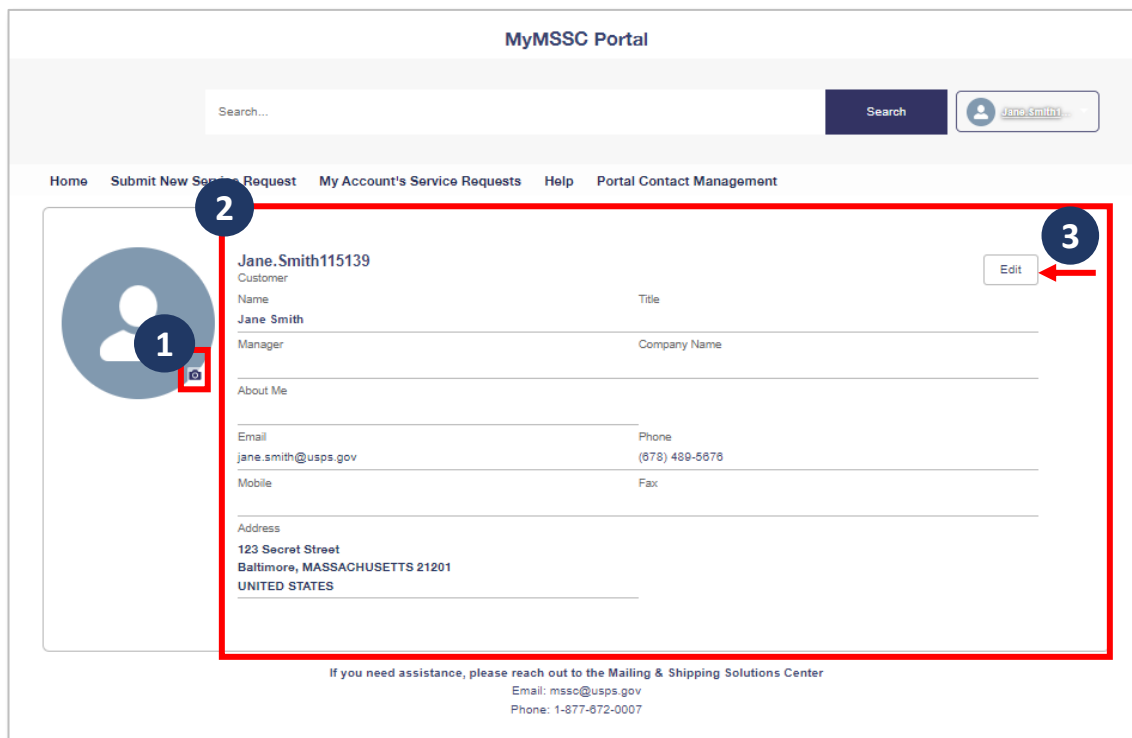 MyMSSC Portal
Search...
Search
Jane.Smith1...
Home Submit New Service Request My Account's Service Requests Help Portal Contact Management
2
3
Jane.Smith115139
Edit
Customer
Name Title
Jane Smith
1
Manager Company Name
About Me
Email Phone
jane.smith@usps.gov (678) 489-5676
Mobile Fax
Address
123 Secret Street
Baltimore, MASSACHUSETTS 21201
UNITED STATES
If you need assistance, please reach out to the Mailing & Shipping Solutions Center
Email: mssc@usps.gov
Phone: 1-877-672-0007